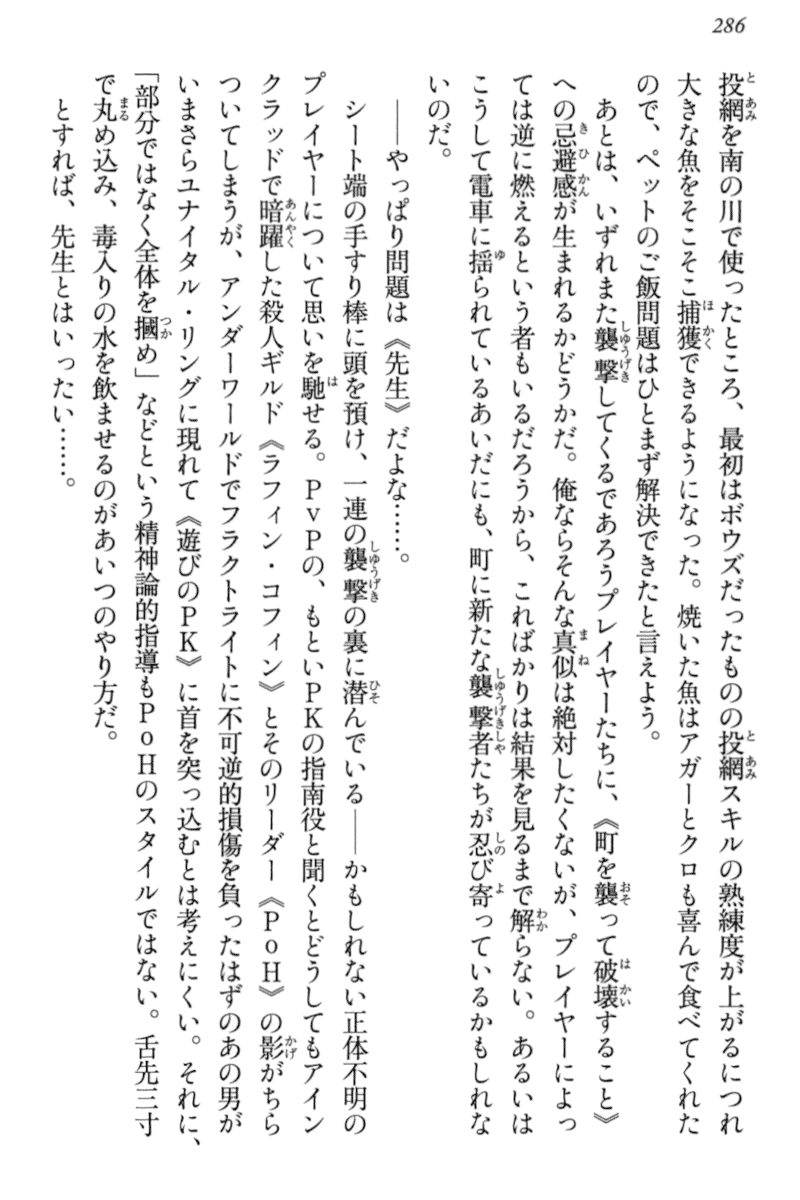 286
投網を南の川で使ったところ、最初はボウズだったものの投網スキルの熟練度が上がるにつれ
大きな魚をそこそこ捕獲できるようになった。焼いた魚はアガーとクロも喜んで食べてくれた
ので、ペットのご飯問題はひとまず解決できたと言えよう。
あとは、いずれまた襲撃してくるであろうプレイヤーたちに、《町を襲って破壊すること》
への忌避感が生まれるかどうかだ。俺ならそんな真似は絶対したくないが、プレイヤーによっ
ては逆に燃えるという者もいるだろうから、こればかりは結果を見るまで解らない。あるいは
こうして電車に揺られているあいだにも、町に新たな襲撃者たちが忍び寄っているかもしれな
いのだ。
――やっぱり問題は《先生》だよな……。
シート端の手すり棒に頭を預け、一連の襲撃の裏に潜んでいる――かもしれない正体不明の
プレイヤーについて思いを馳せる。PvPの、もといPKの指南役と聞くとどうしてもアイン
クラッドで暗躍した殺人ギルド《ラフィン・コフィン》とそのリーダー《PoH》の影がちら
ついてしまうが、アンダーワールドでフラクトライトに不可逆的損傷を負ったはずのあの男が
いまさらユナイタル・リングに現れて《遊びのPK》に首を突っ込むとは考えにくい。それに、
「部分ではなく全体を摑め」などという精神論的指導もPoHのスタイルではない。舌先三寸
で丸め込み、毒入りの水を飲ませるのがあいつのやり方だ。
とすれば、先生とはいったい……。